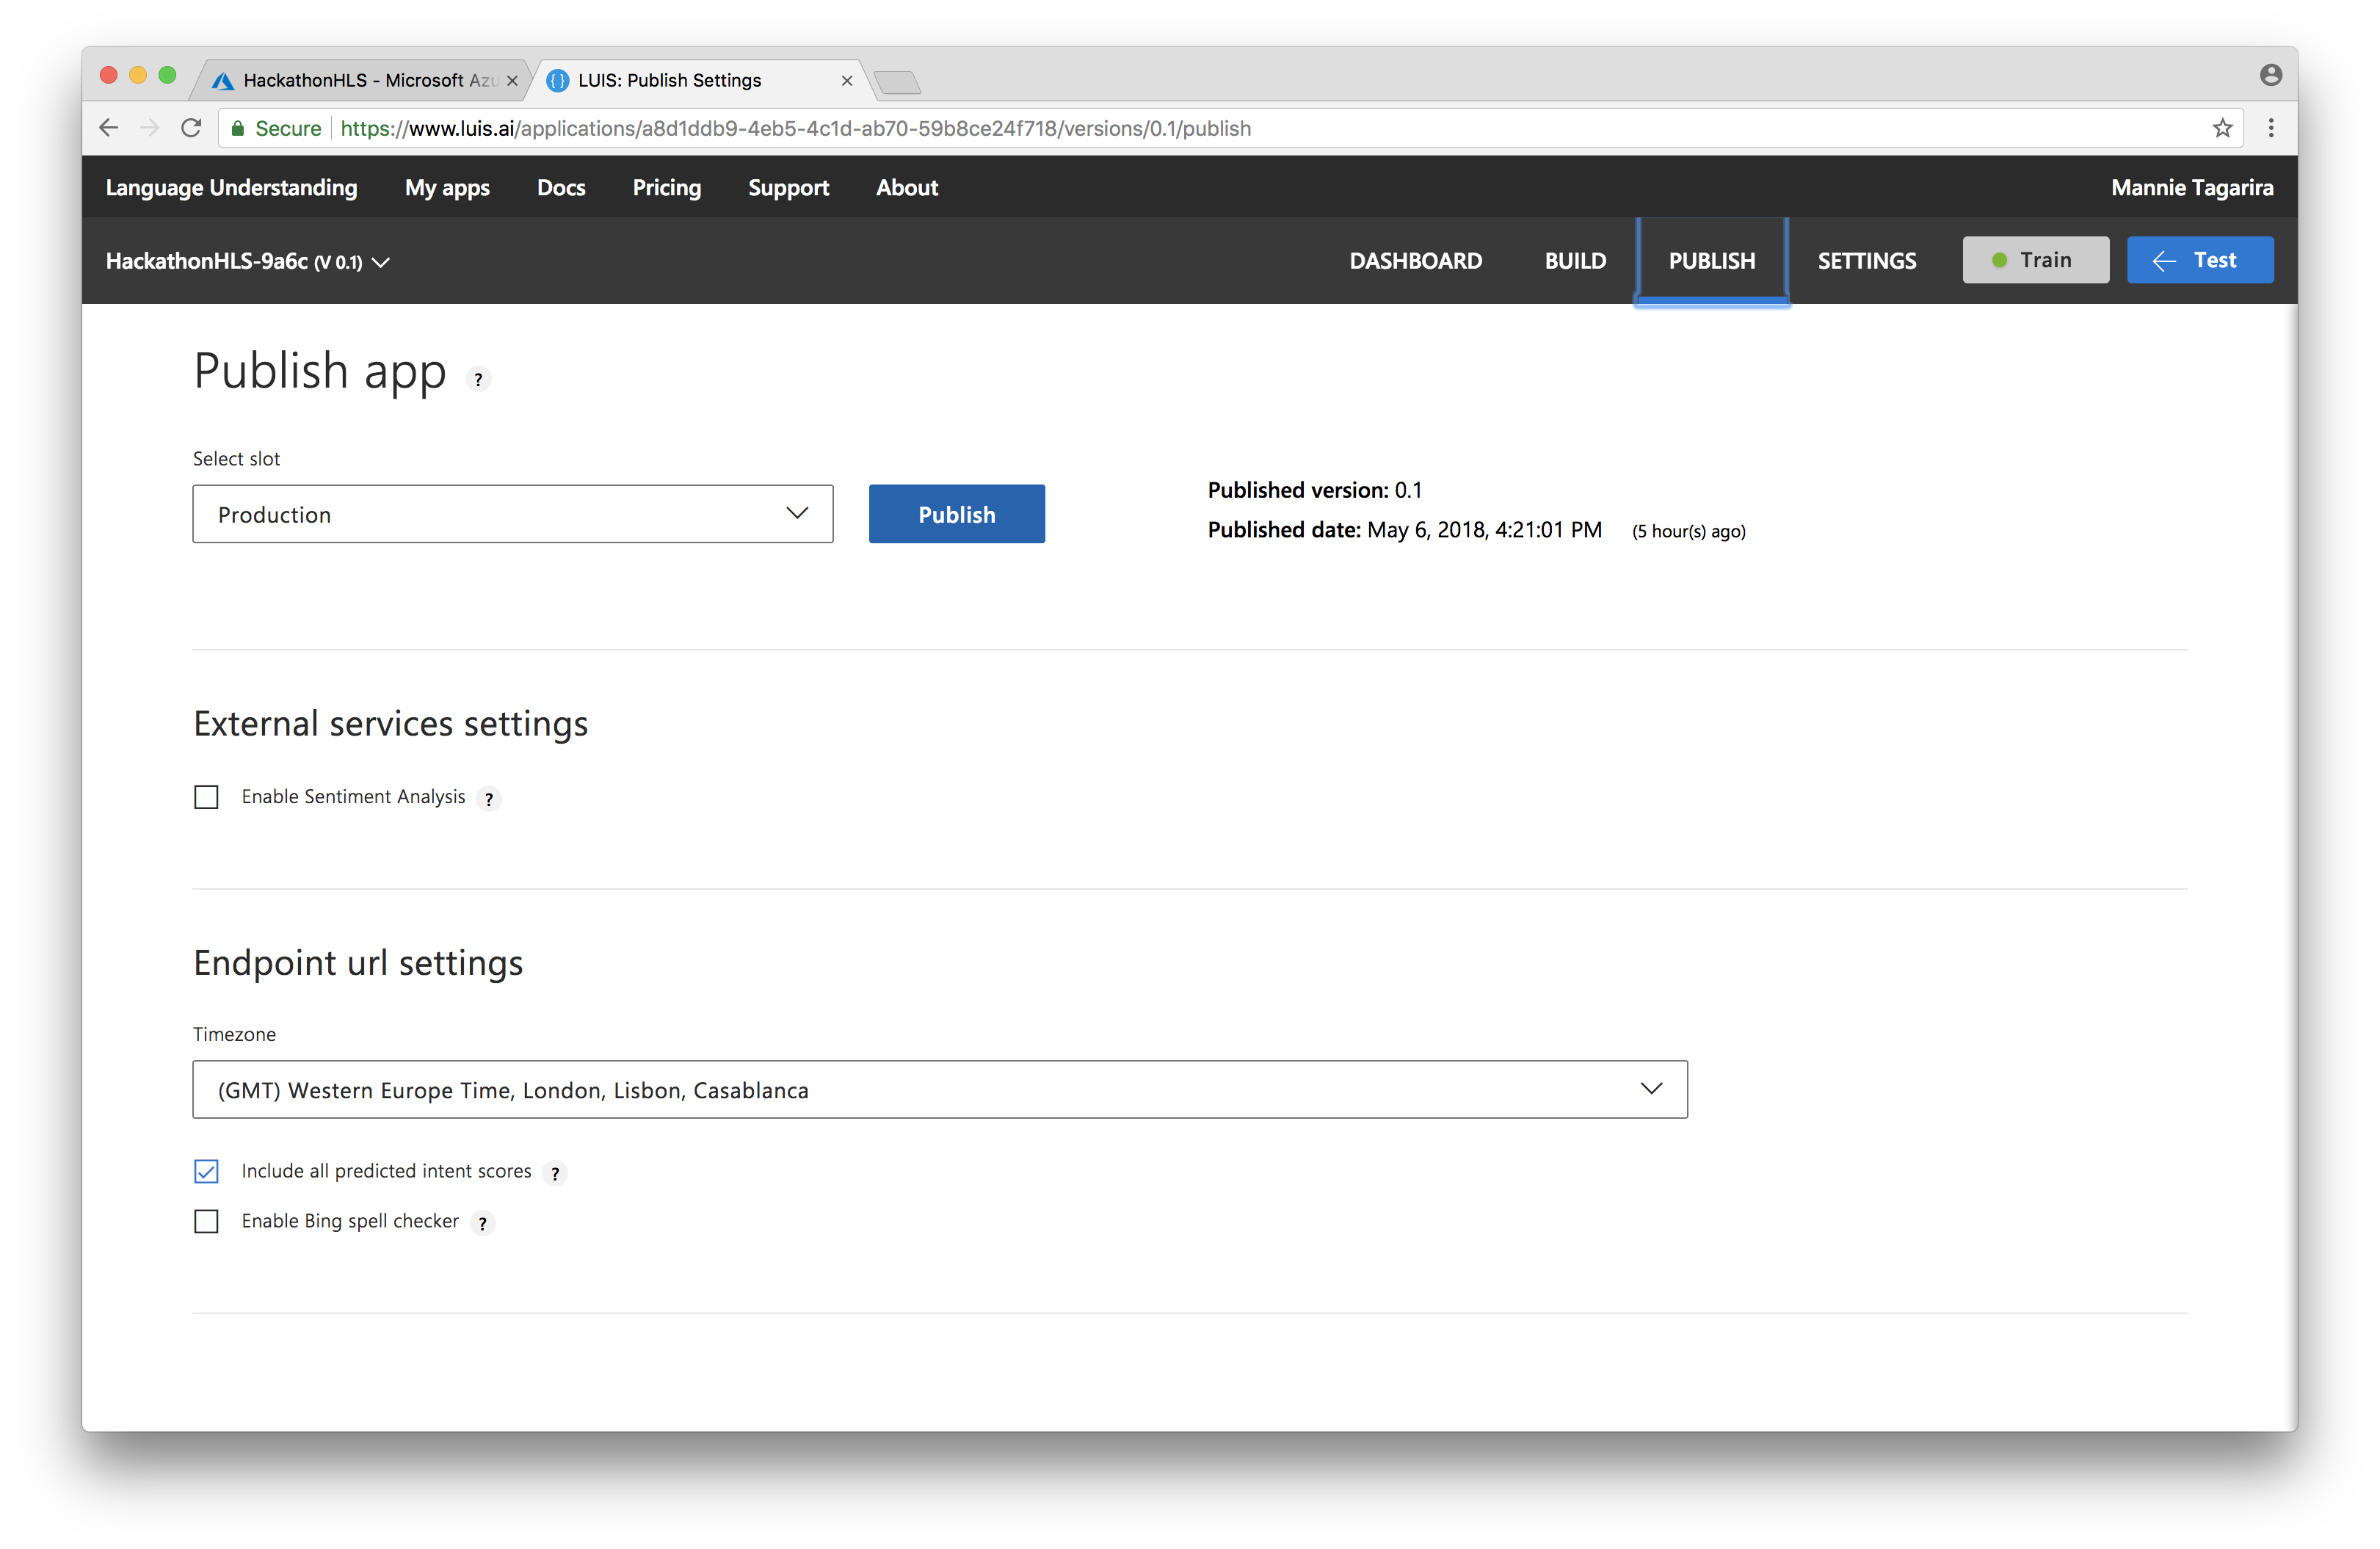 HackathonHLS - Microsoft Azu
LUIS: Publish Settings
Secure https://www.luis.ai/applications/a8d1ddb9-4eb5-4c1d-ab70-59b8ce24f718/versions/0.1/publish
Language Understanding My apps Docs Pricing Support About Mannie Tagarira
HackathonHLS-9a6c (V 0.1) DASHBOARD BUILD PUBLISH SETTINGS Train Test
Publish app ?
Select slot
Production Publish
Published version: 0.1
Published date: May 6, 2018, 4:21:01 PM (5 hour(s) ago)
External services settings
Enable Sentiment Analysis ?
Endpoint url settings
Timezone
(GMT) Western Europe Time, London, Lisbon, Casablanca
Include all predicted intent scores ?
Enable Bing spell checker ?